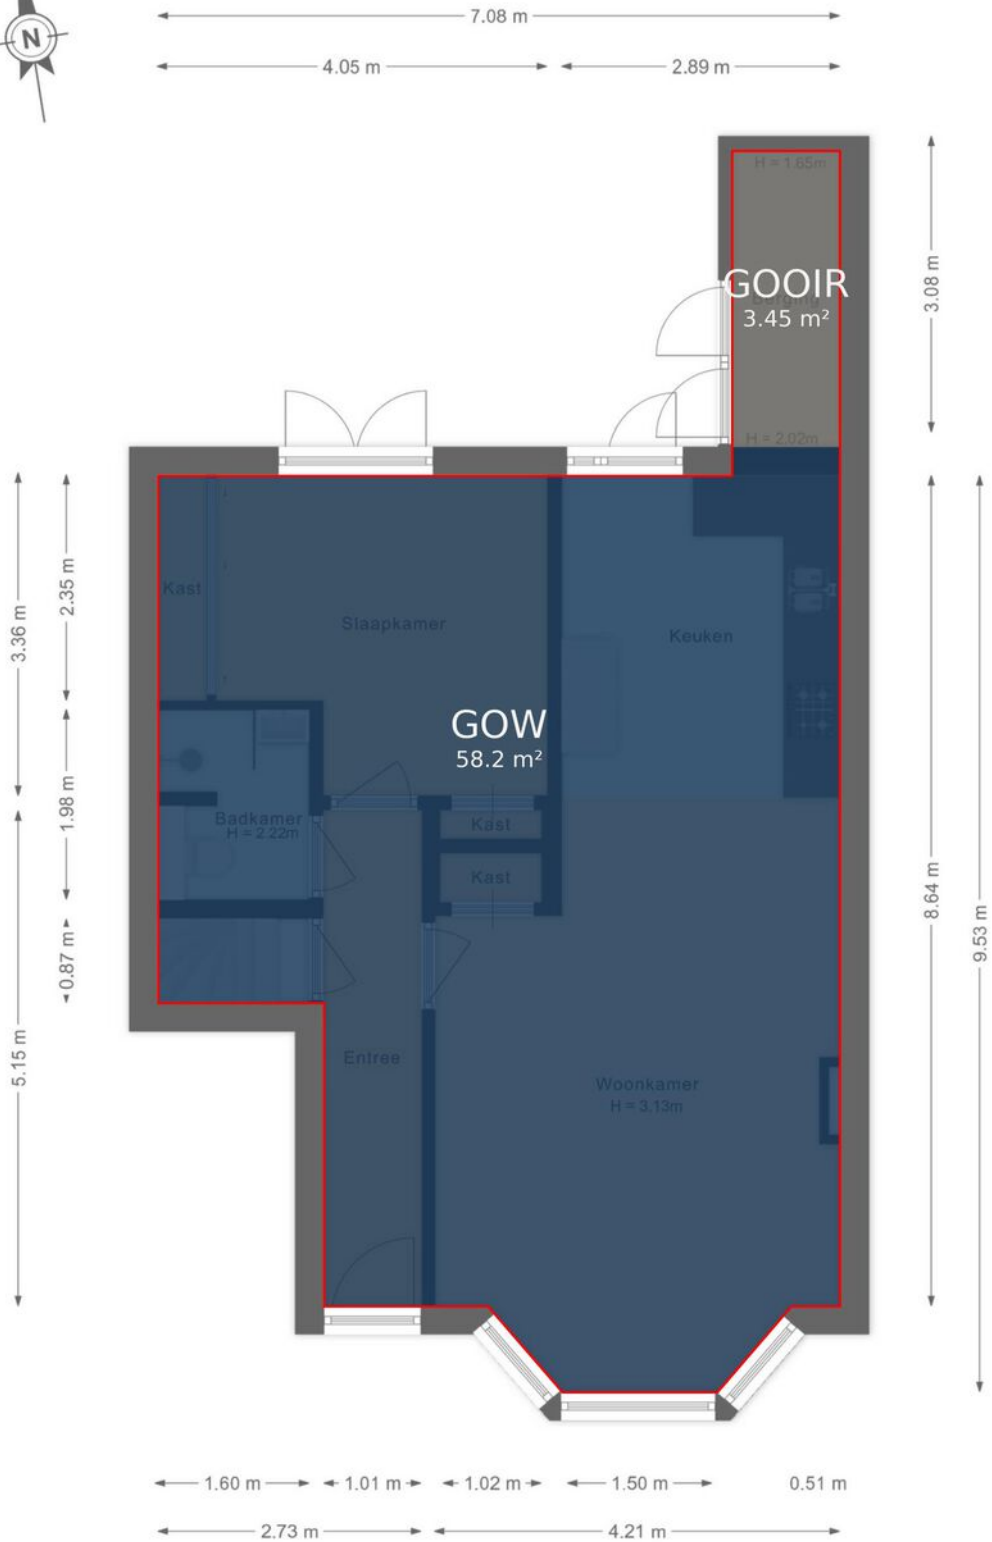 7.08 m
N
4.05 m
2.89 m
H = 1.65m
GOOIR
3.45 m²
3.08 m
H = 2.02m
3.36 m
2.35 m
Kast
Slaapkamer
Keuken
GOW
58.2 m²
1.98 m
Badkamer
H = 2.22m
Kast
Kast
8.64 m
9.53 m
0.87 m
5.15 m
Entree
Woonkamer
H = 3.13m
1.60 m
1.01 m
1.02 m
1.50 m
0.51 m
2.73 m
4.21 m